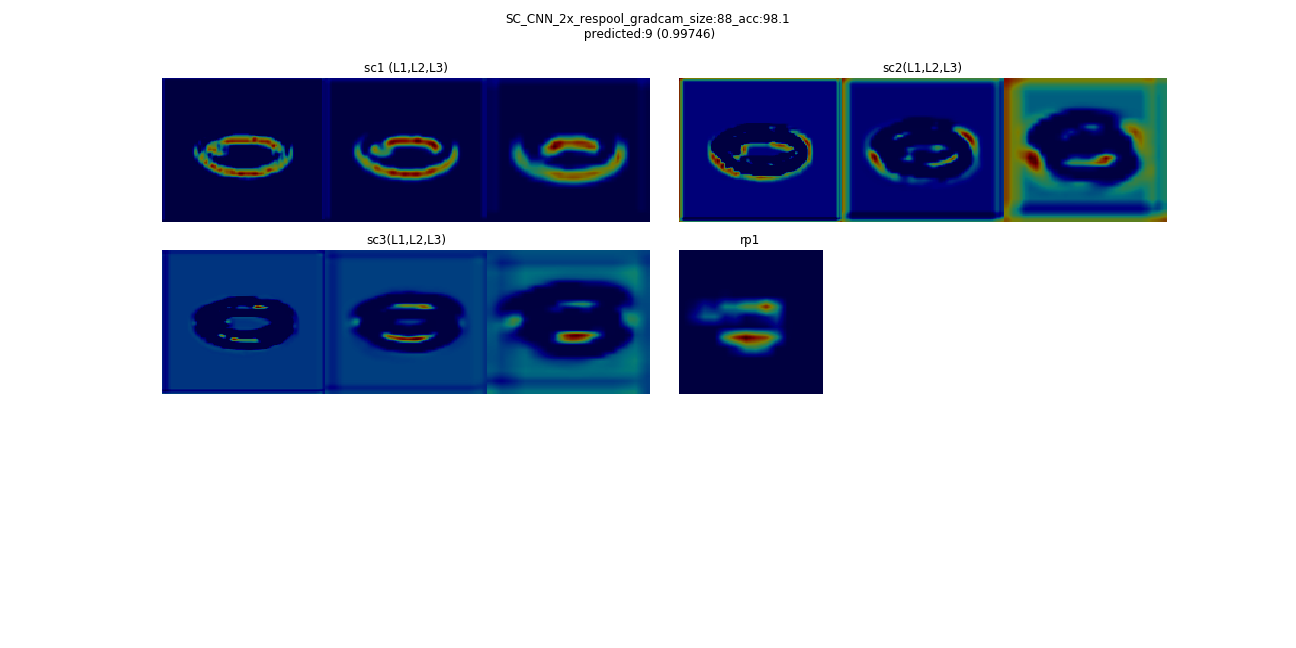 SC_CNN_2x_respool_gradcam_size:88_acc:98.1
predicted:9 (0.99746)
sc1 (L1,L2,L3)
sc2(L1,L2,L3)
sc3(L1,L2,L3)
rp1